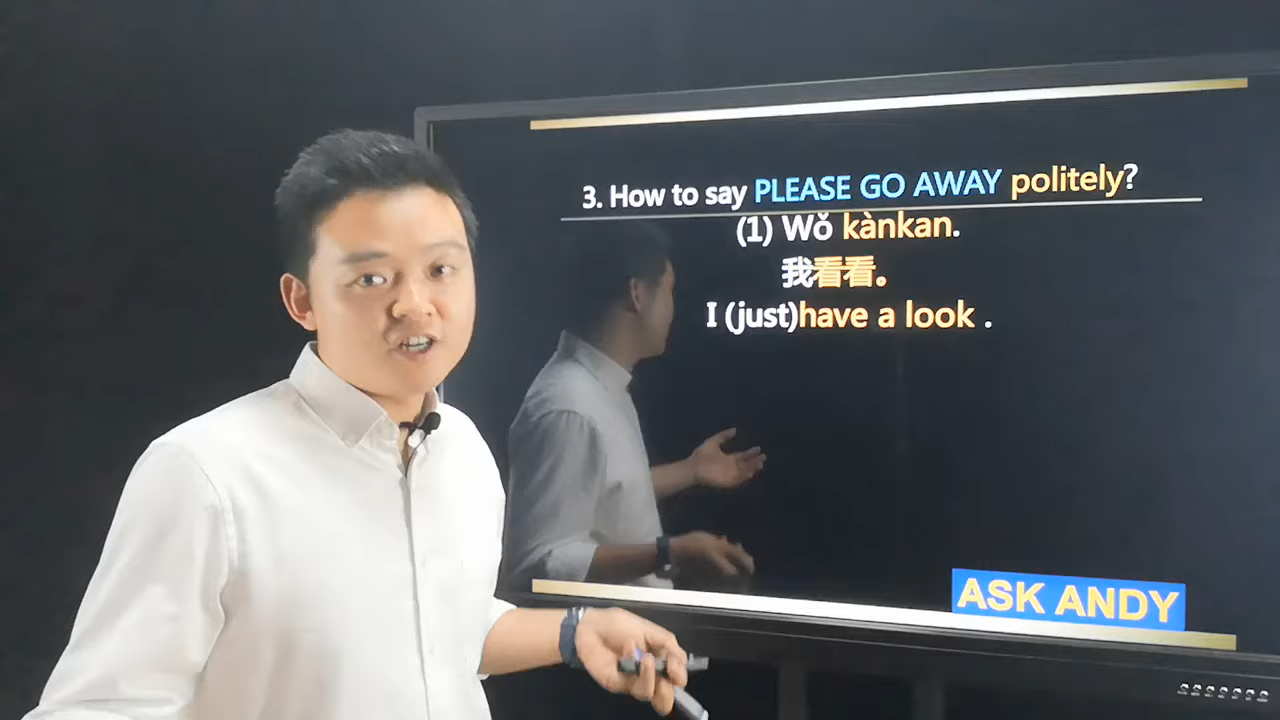 3. How to say PLEASE GO AWAY politely?
(1) Wǒ kànkan.
我看看。
I (just)have a look .
ASK ANDY